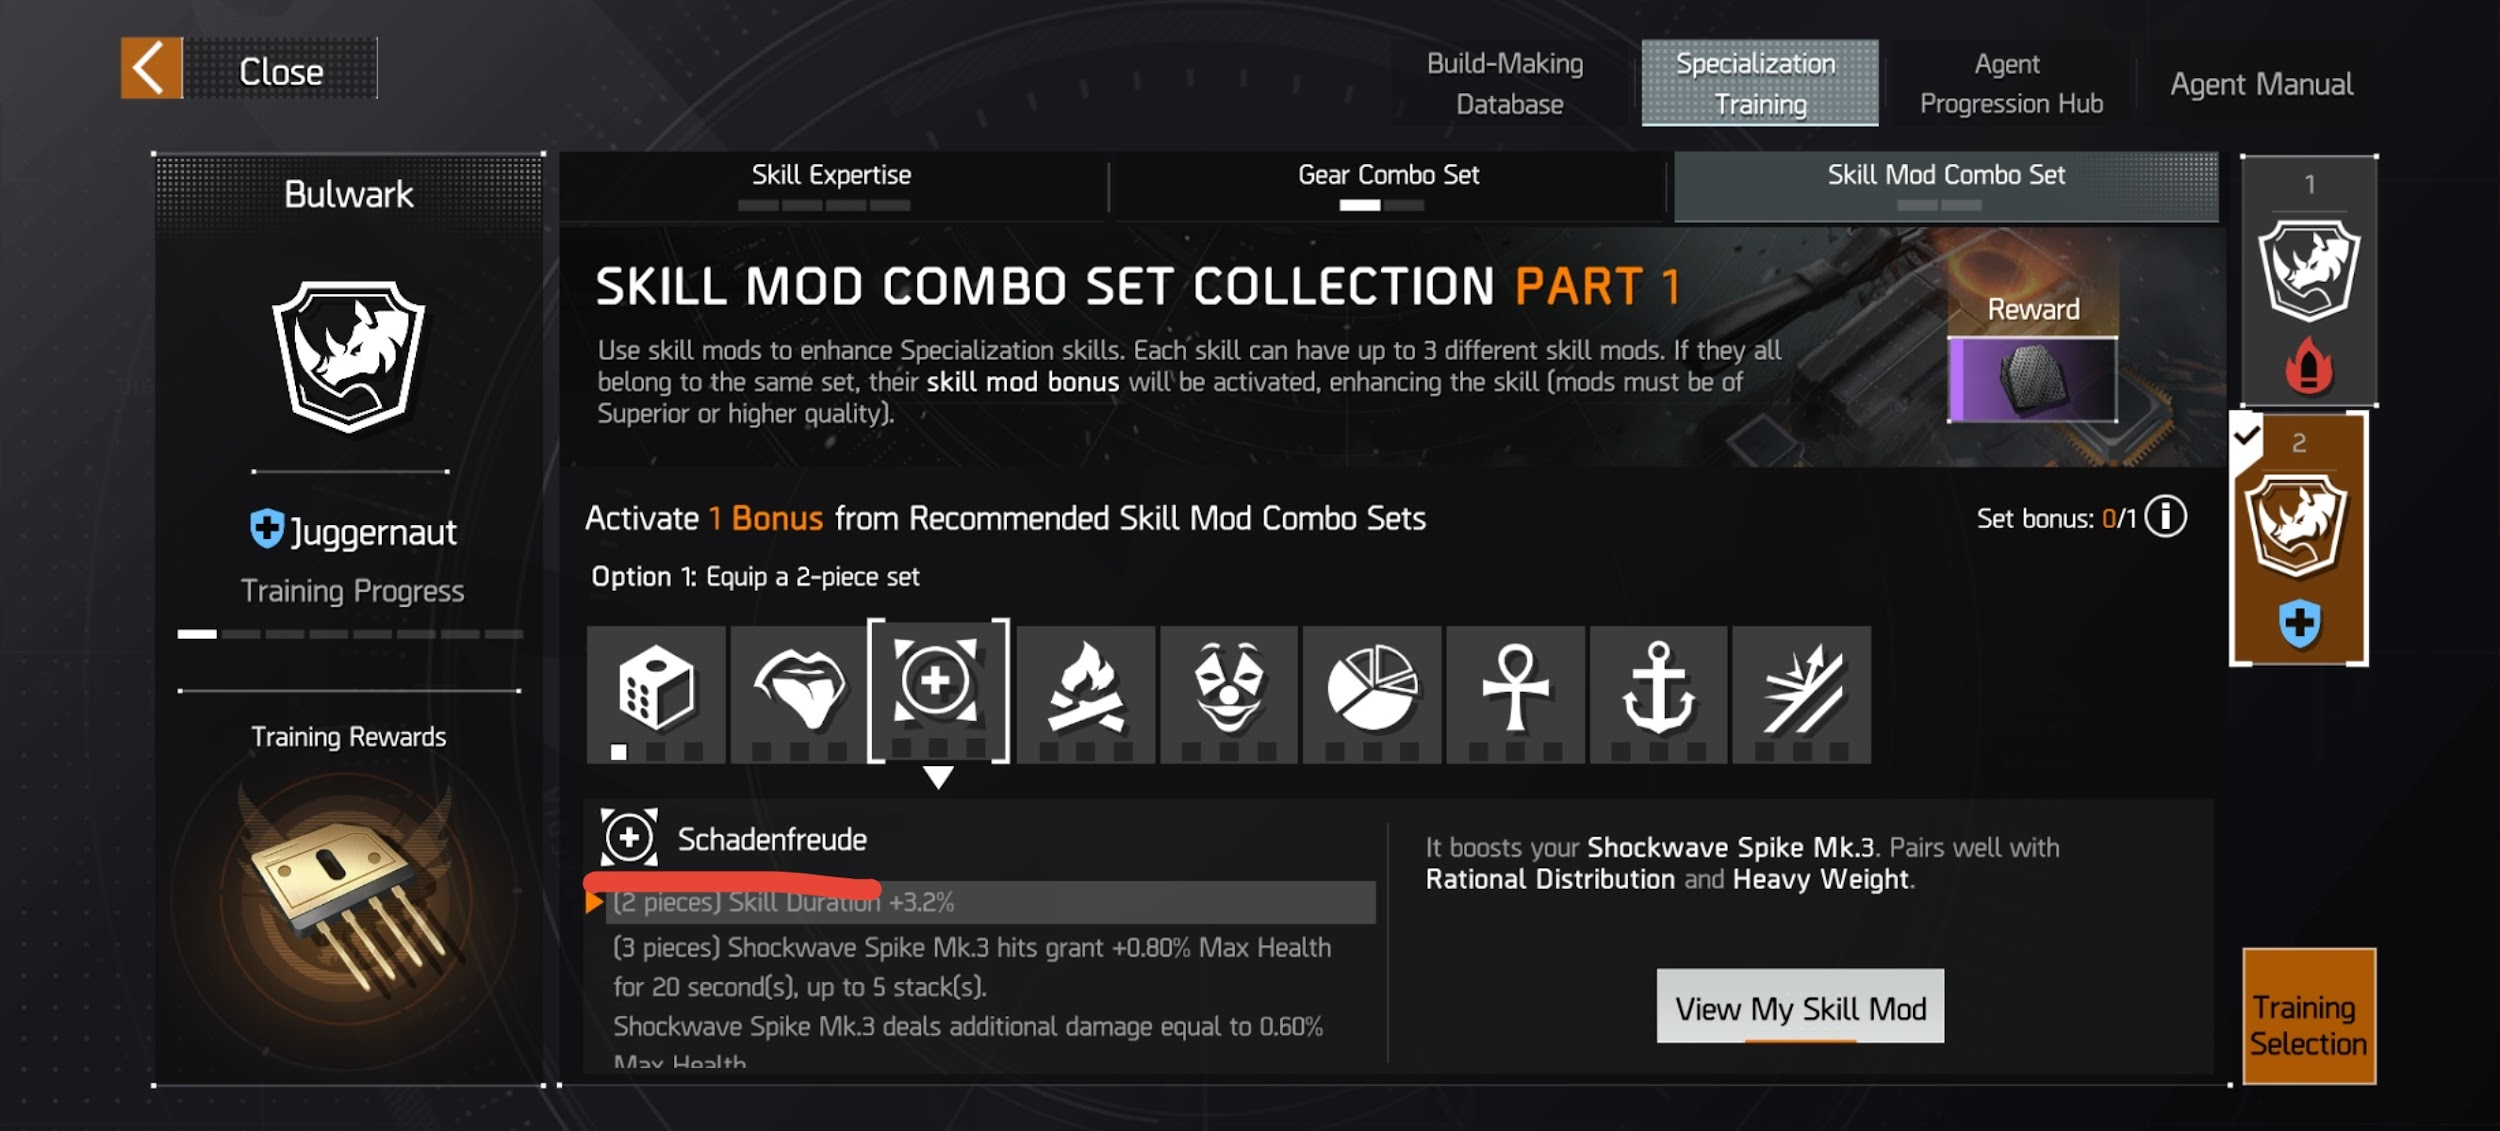 Close
Build-Making
Database
Specialization
Training
Agent
Progression Hub
Agent Manual
Bulwark
Juggernaut
Training Progress
Training Rewards
Skill Expertise
Gear Combo Set
Skill Mod Combo Set
SKILL MOD COMBO SET COLLECTION PART 1
Use skill mods to enhance Specialization skills. Each skill can have up to 3 different skill mods. If they all
belong to the same set, their skill mod bonus will be activated, enhancing the skill (mods must be of
Superior or higher quality).
Reward
Activate 1 Bonus from Recommended Skill Mod Combo Sets
Set bonus: 0/1
Option 1: Equip a 2-piece set
Schadenfreude
(2 pieces) Skill Duration +3.2%
(3 pieces) Shockwave Spike Mk.3 hits grant +0.80% Max Health
for 20 second(s), up to 5 stack(s).
Shockwave Spike Mk.3 deals additional damage equal to 0.60%
Max Health
It boosts your Shockwave Spike Mk.3. Pairs well with
Rational Distribution and Heavy Weight.
View My Skill Mod
1
2
Training
Selection